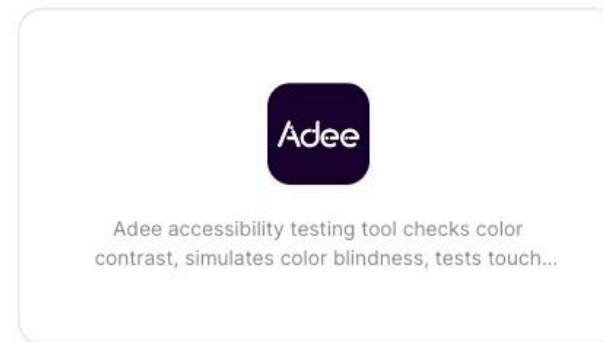 Adee
Adee accessibility testing tool checks color
contrast, simulates color blindness, tests touch...